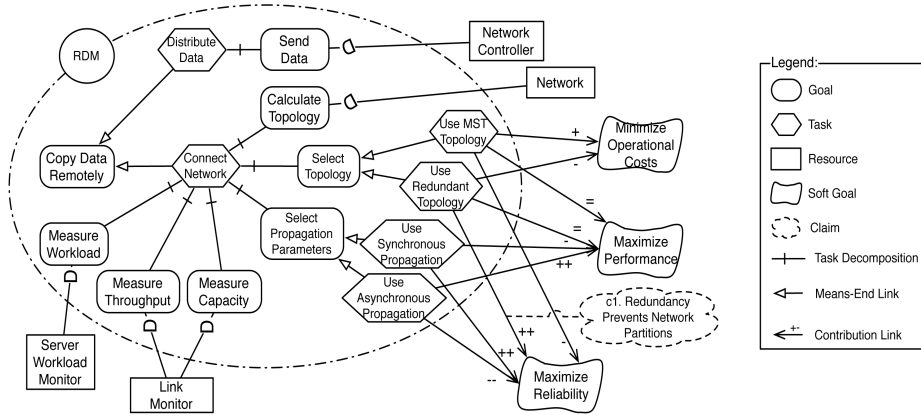 RDM
Distribute
Data
Send
Data
Network
Controller
Calculate
Topology
Network
Copy Data
Remotely
Connect
Network
Select
Topology
Use MST
Topology
Use
Redundant
Topology
+
-
Minimize
Operational
Costs
Measure
Workload
Select
Propagation
Parameters
Use
Synchronous
Propagation
=
=
-
++
Maximize
Performance
Measure
Throughput
Measure
Capacity
Use
Asynchronous
Propagation
c1. Redundancy
Prevents Network
Partitions
++
++
--
Server
Workload
Monitor
Link
Monitor
Maximize
Reliability
Legend:
Goal
Task
Resource
Soft Goal
Claim
Task Decomposition
Means-End Link
+-
Contribution Link